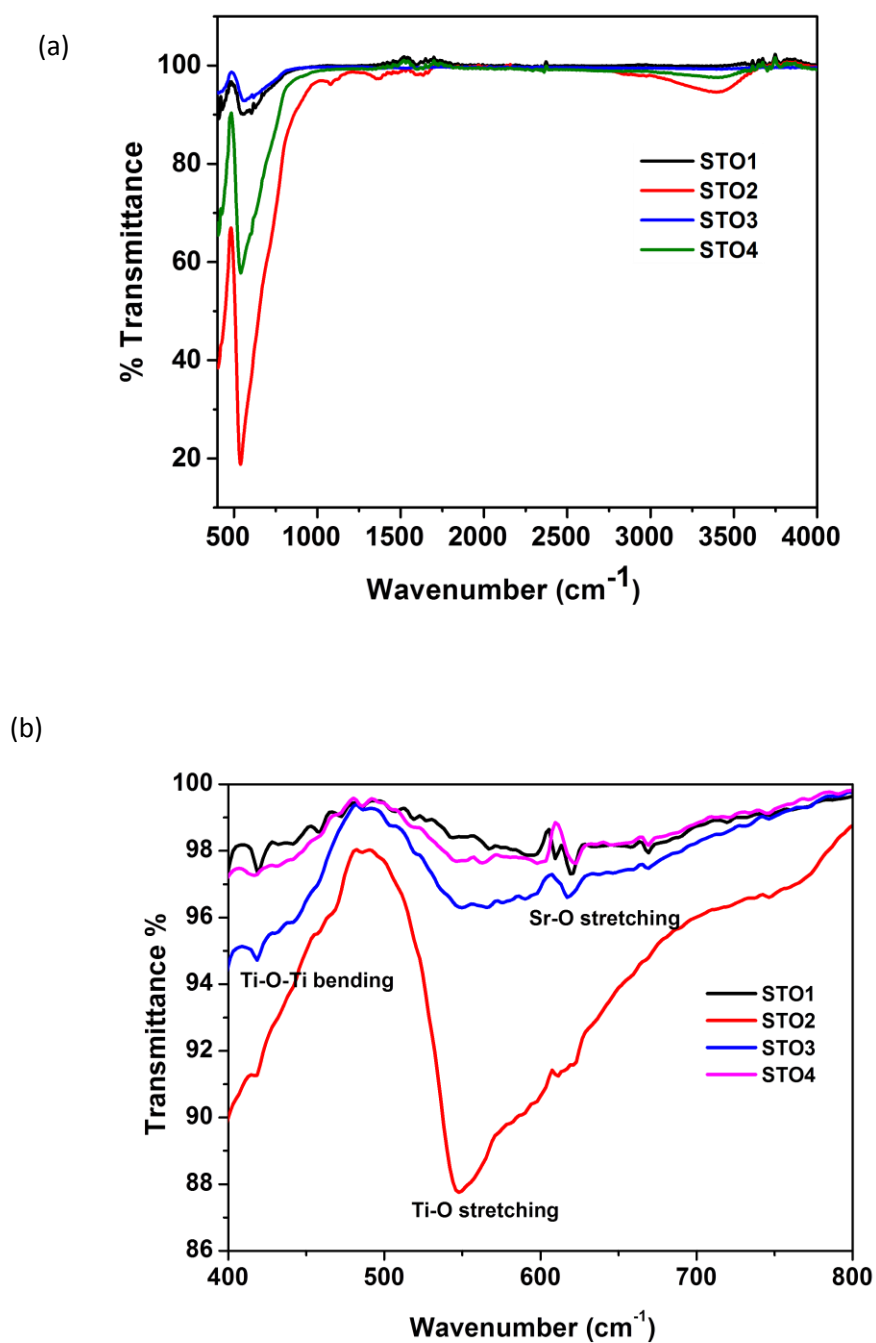 (a)
% Transmittance
100
80
60
40
20
STO1
STO2
STO3
STO4
500 1000 1500 2000 2500 3000 3500 4000
Wavenumber (cm-1)
(b)
Transmittance %
100
98
96
94
92
90
88
86
Sr-O stretching
Ti-O-Ti bending
STO1
STO2
STO3
STO4
Ti-O stretching
400 500 600 700 800
Wavenumber (cm-1)